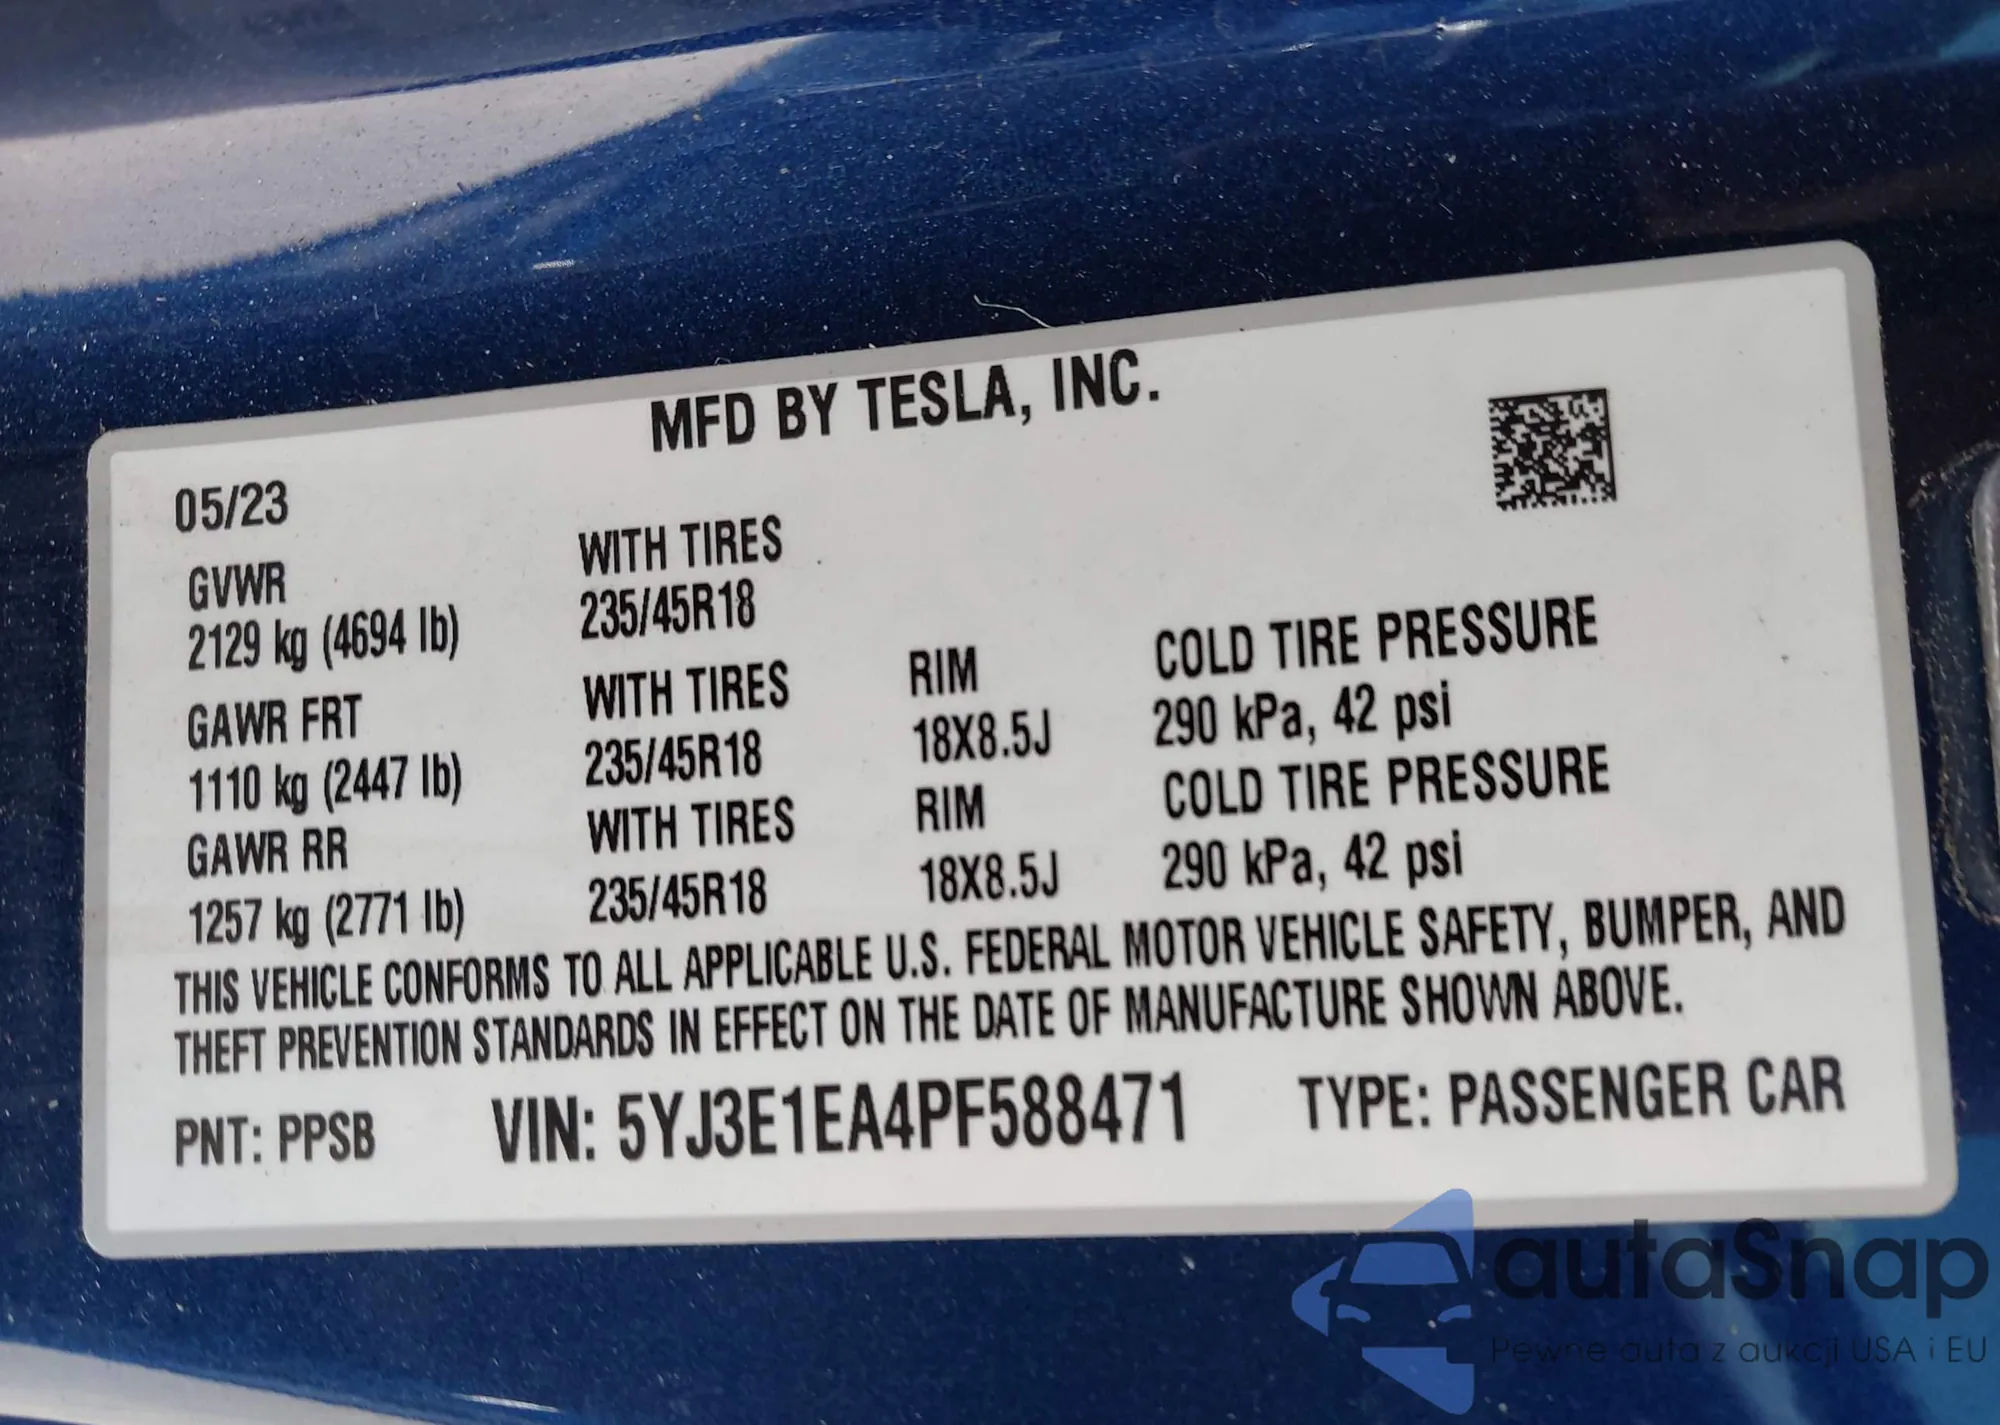 MFD BY TESLA, INC.
05/23
GVWR WITH TIRES
2129 kg (4694 lb) 235/45R18
GAWR FRT WITH TIRES RIM COLD TIRE PRESSURE
1110 kg (2447 lb) 235/45R18 18X8.5J 290 kPa, 42 psi
GAWR RR WITH TIRES RIM COLD TIRE PRESSURE
1257 kg (2771 lb) 235/45R18 18X8.5J 290 kPa, 42 psi
THIS VEHICLE CONFORMS TO ALL APPLICABLE U.S. FEDERAL MOTOR VEHICLE SAFETY, BUMPER, AND
THEFT PREVENTION STANDARDS IN EFFECT ON THE DATE OF MANUFACTURE SHOWN ABOVE.
PNT: PPSB VIN: 5YJ3E1EA4PF588471 TYPE: PASSENGER CAR
autaSnap
Pewne auta z aukcji USA i EU